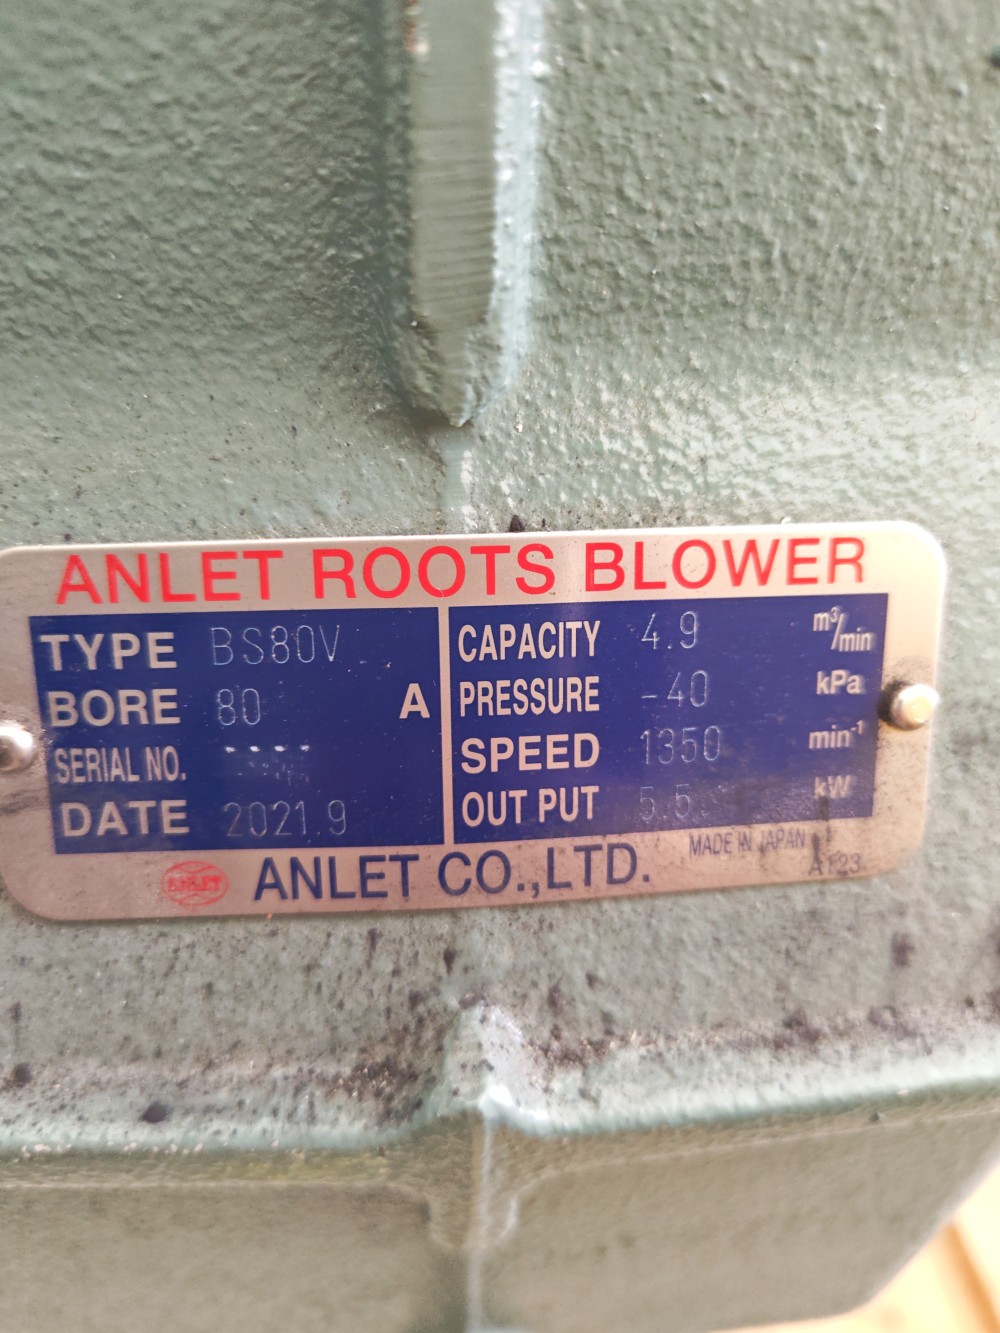 ANLET ROOTS BLOWER
TYPE BS80V
BORE 80 A
SERIAL NO.
DATE 2021.9
CAPACITY 4.9 m³/min
PRESSURE -40 kPa
SPEED 1350 min⁻¹
OUT PUT 5.5 kW
MADE IN JAPAN
ANLET ANLET CO.,LTD.
A123